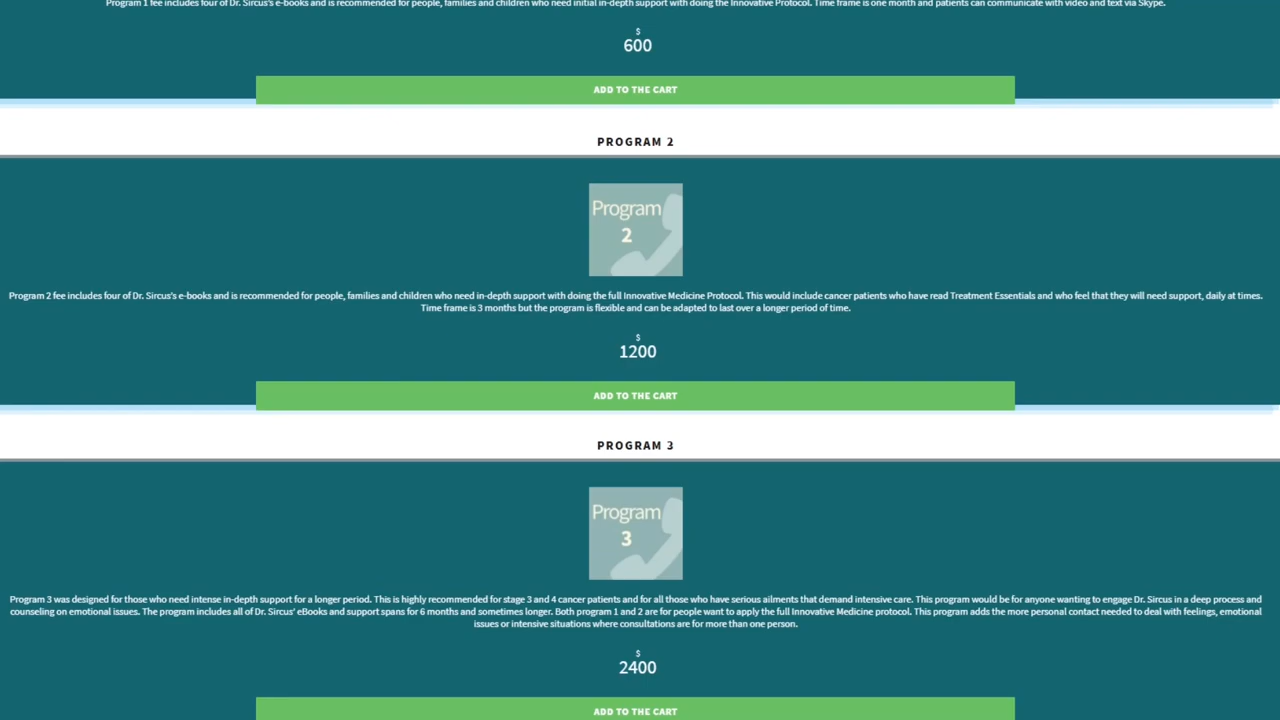 Program 1 fee includes four of Dr. Sircus's e-books and is recommended for people, families and children who need initial in-depth support with doing the Innovative Protocol. Time frame is one month and patients can communicate with video and text via Skype.
$
600
ADD TO THE CART
PROGRAM 2
Program
2
Program 2 fee includes four of Dr. Sircus's e-books and is recommended for people, families and children who need in-depth support with doing the full Innovative Medicine Protocol. This would include cancer patients who have read Treatment Essentials and who feel that they will need support, daily at times.
Time frame is 3 months but the program is flexible and can be adapted to last over a longer period of time.
$
1200
ADD TO THE CART
PROGRAM 3
Program
3
Program 3 was designed for those who need intense in-depth support for a longer period. This is highly recommended for stage 3 and 4 cancer patients and for all those who have serious ailments that demand intensive care. This program would be for anyone wanting to engage Dr. Sircus in a deep process and
counseling on emotional issues. The program includes all of Dr. Sircus' eBooks and support spans for 6 months and sometimes longer. Both program 1 and 2 are for people want to apply the full Innovative Medicine protocol. This program adds the more personal contact needed to deal with feelings, emotional
issues or intensive situations where consultations are for more than one person.
$
2400
ADD TO THE CART